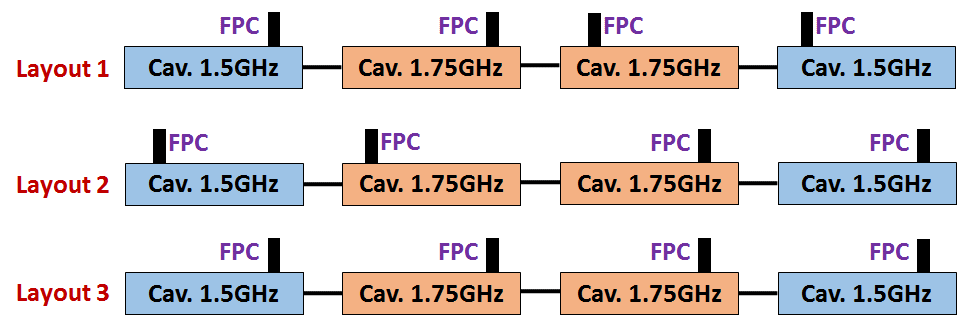 FPC FPC FPC FPC
Layout 1 Cav. 1.5GHz Cav. 1.75GHz Cav. 1.75GHz Cav. 1.5GHz
FPC FPC FPC FPC
Layout 2 Cav. 1.5GHz Cav. 1.75GHz Cav. 1.75GHz Cav. 1.5GHz
FPC FPC FPC FPC
Layout 3 Cav. 1.5GHz Cav. 1.75GHz Cav. 1.75GHz Cav. 1.5GHz